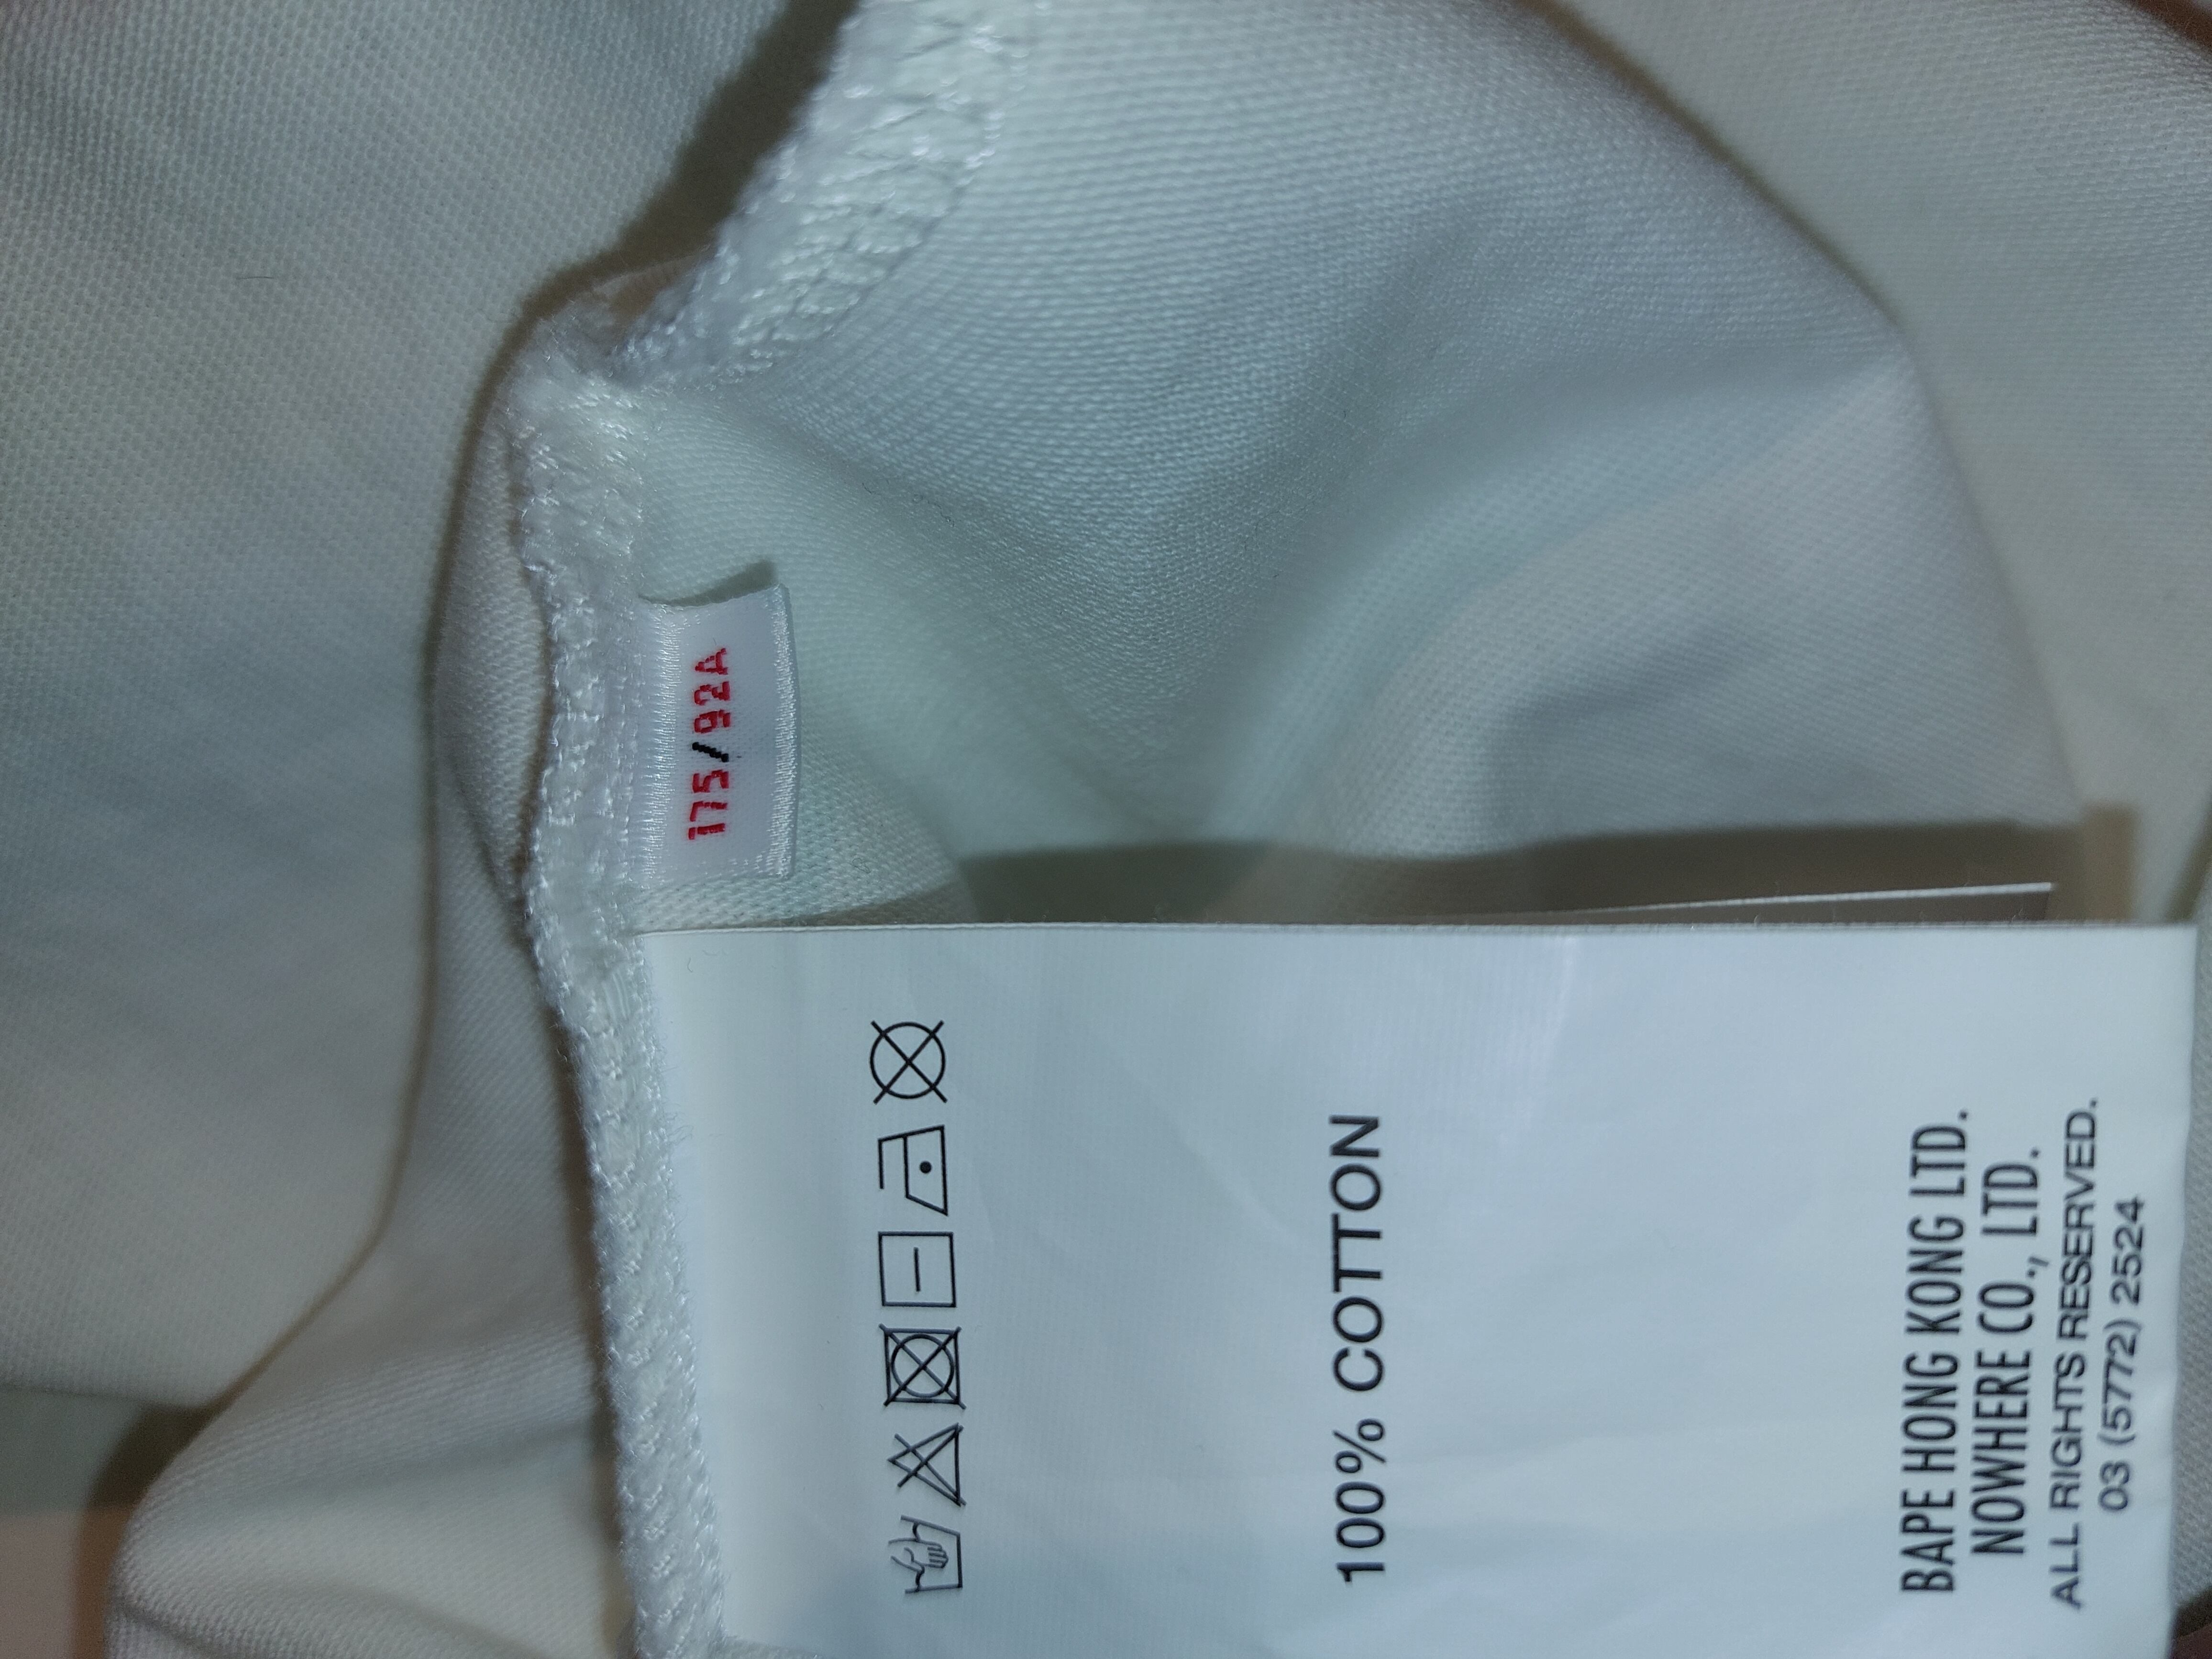 175/92A
100% COTTON
BAPE HONG KONG LTD.
NOWHERE CO., LTD.
ALL RIGHTS RESERVED.
03 (5772) 2524